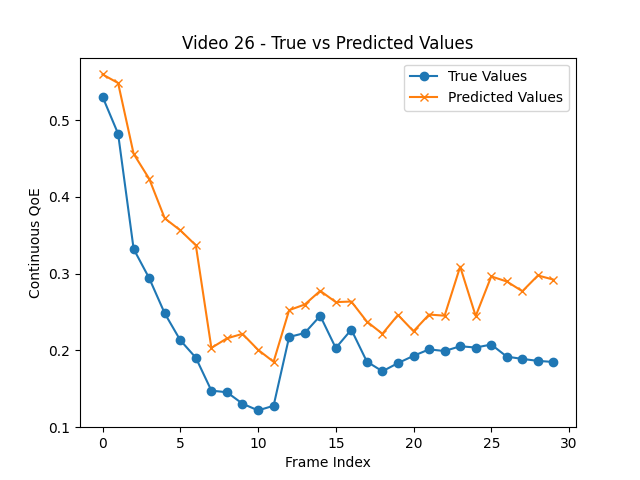 Video 26 - True vs Predicted Values
True Values
Predicted Values
Continuous QoE
0.5
0.4
0.3
0.2
0.1
0 5 10 15 20 25 30
Frame Index